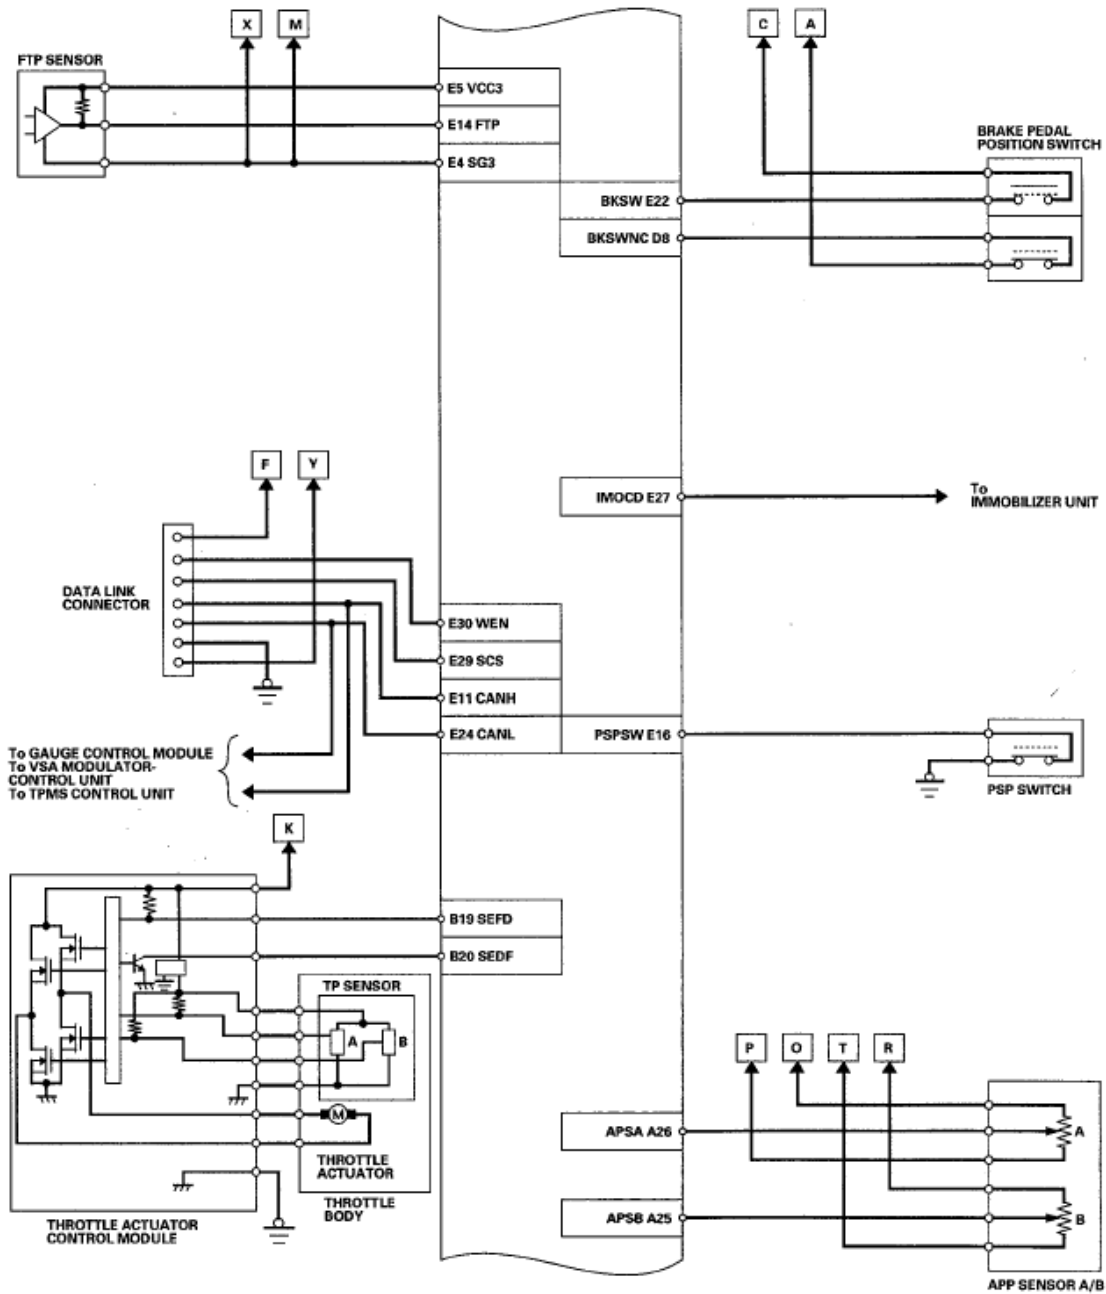 X
M
C
A
FTP SENSOR
E5 VCC3
E14 FTP
E4 SG3
BRAKE PEDAL
POSITION SWITCH
BKSW E22
BKSWNC D8
F
Y
IMOCD E27
To
IMMOBILIZER UNIT
DATA LINK
CONNECTOR
E30 WEN
E29 SCS
E11 CANH
E24 CANL
PSPSW E16
PSP SWITCH
To GAUGE CONTROL MODULE
To VSA MODULATOR-
CONTROL UNIT
To TPMS CONTROL UNIT
K
B19 SEFD
B20 SEDF
TP SENSOR
A
B
M
THROTTLE
ACTUATOR
THROTTLE
BODY
THROTTLE ACTUATOR
CONTROL MODULE
P
O
T
R
APSA A26
A
APSB A25
B
APP SENSOR A/B